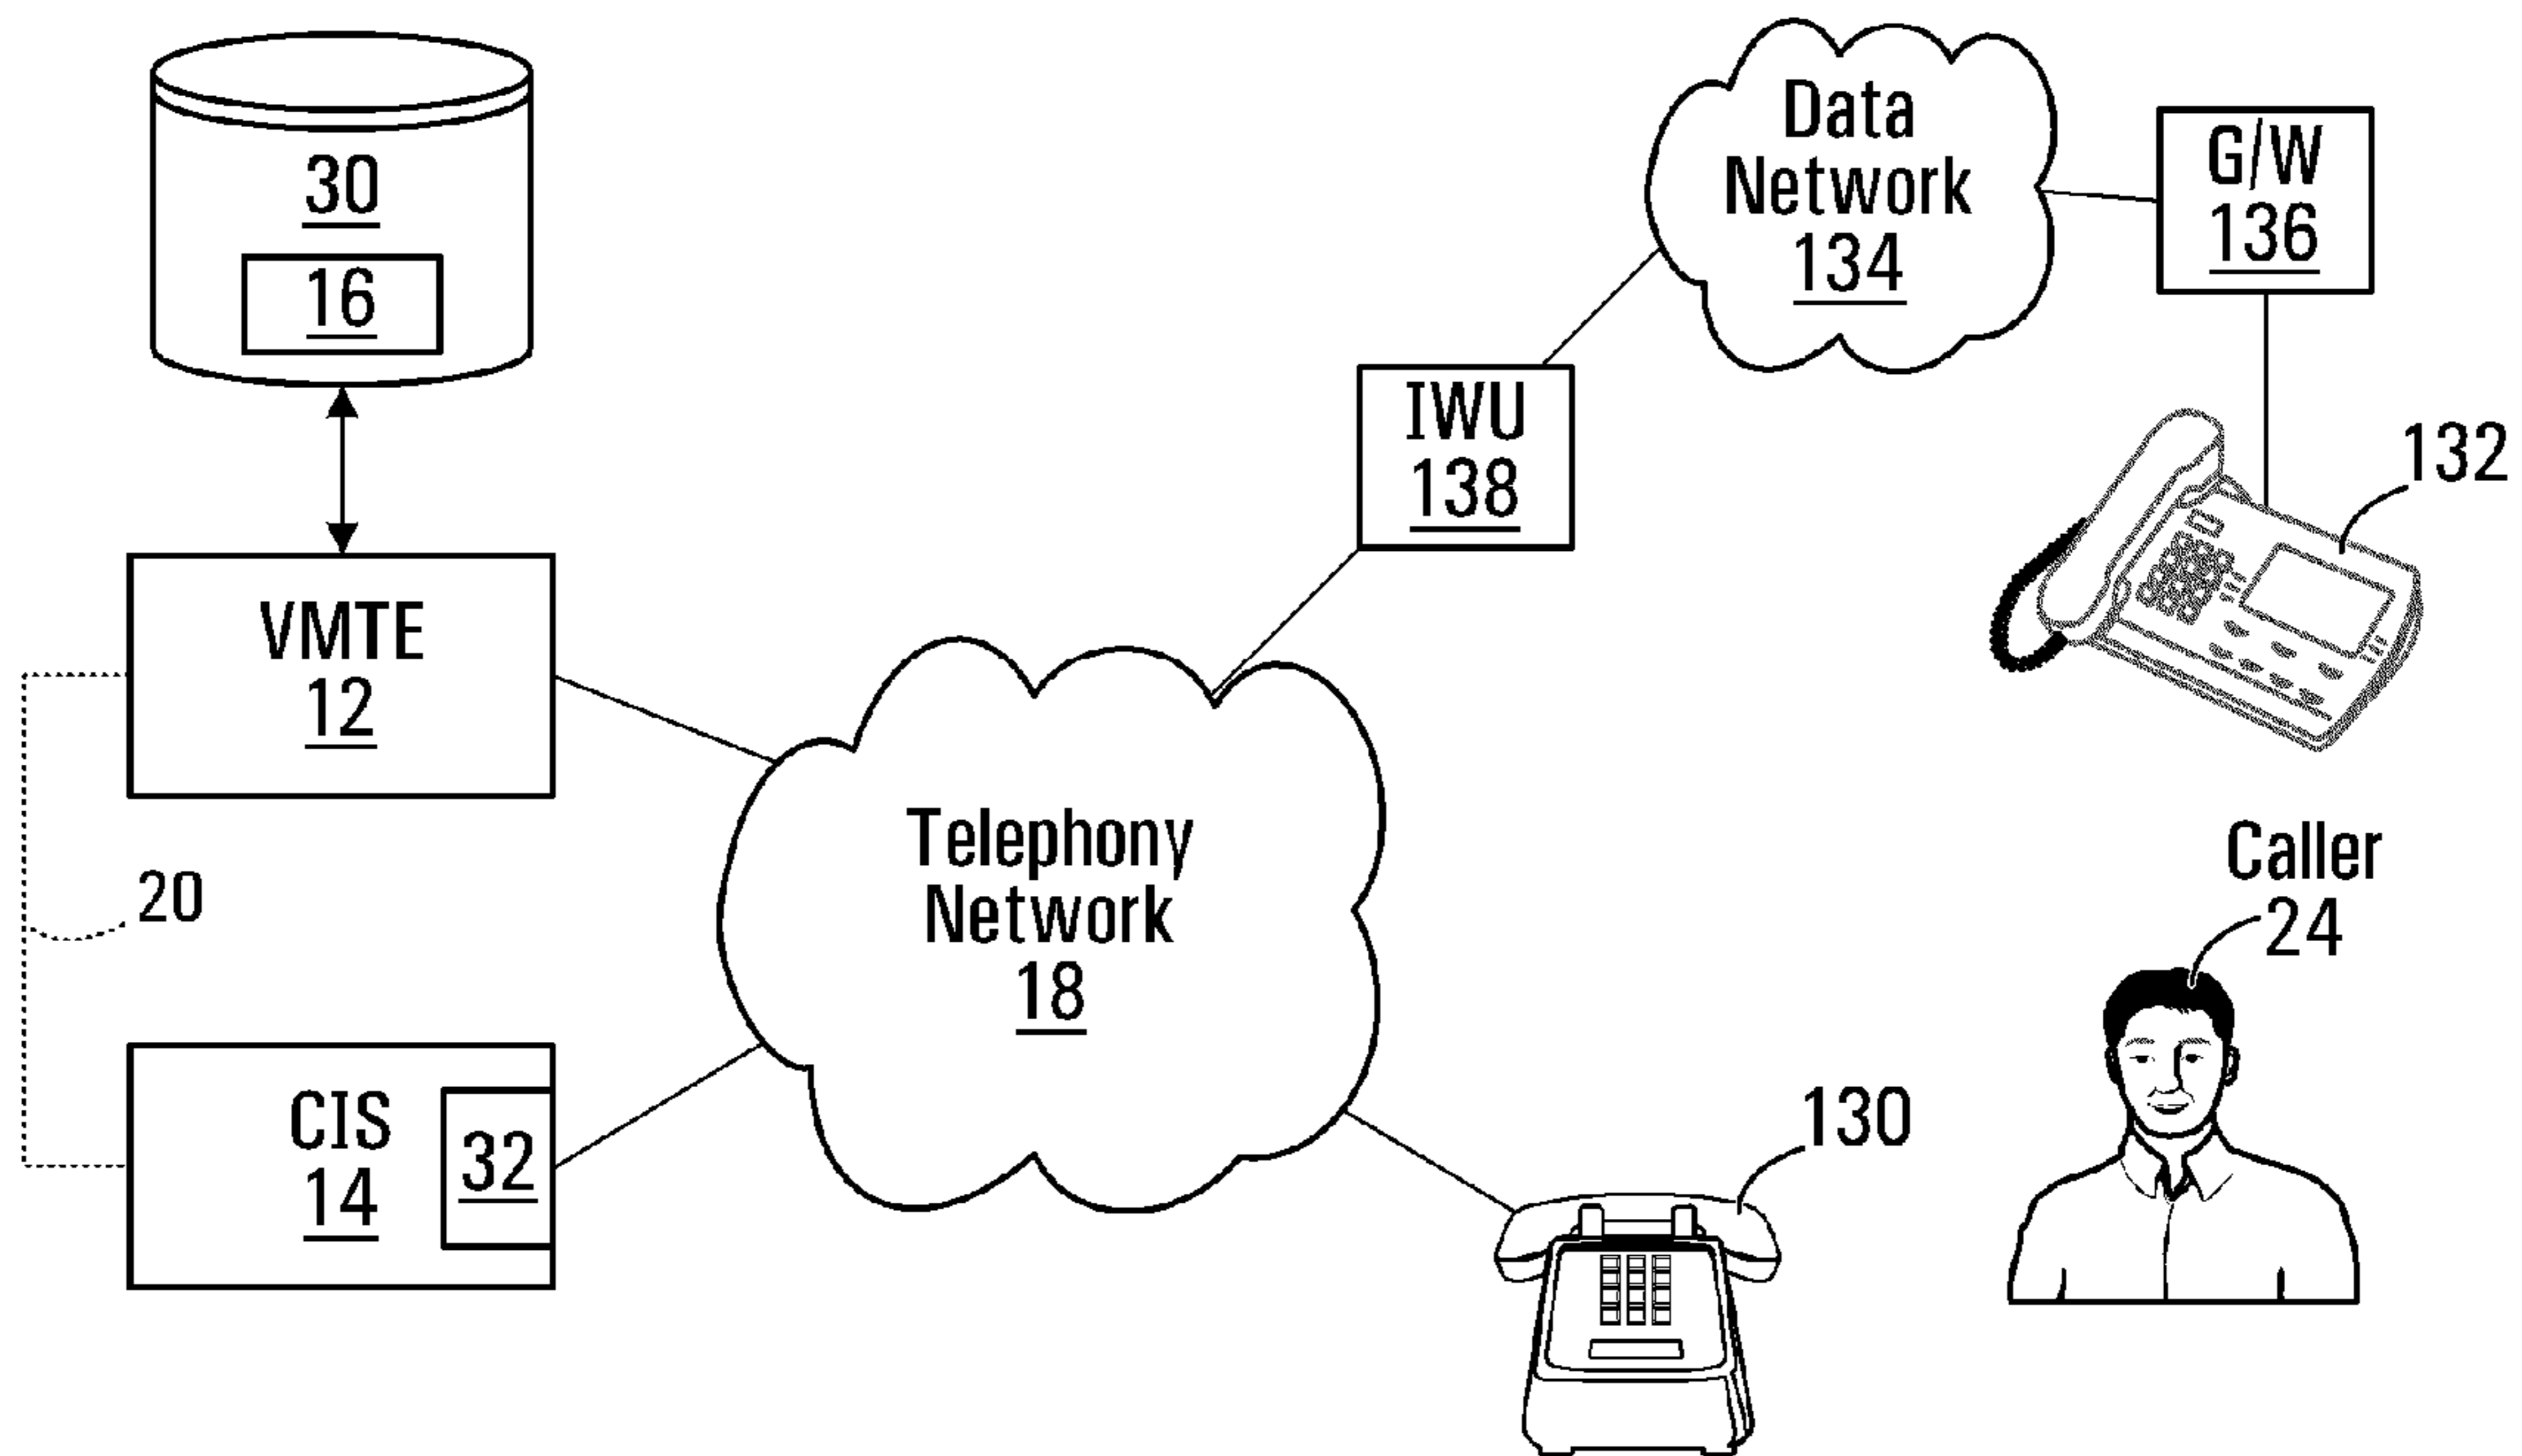 30
16
VMTE
12
20
CIS
14
32
Telephony
Network
18
IWU
138
Data
Network
134
G/W
136
132
Caller
24
130